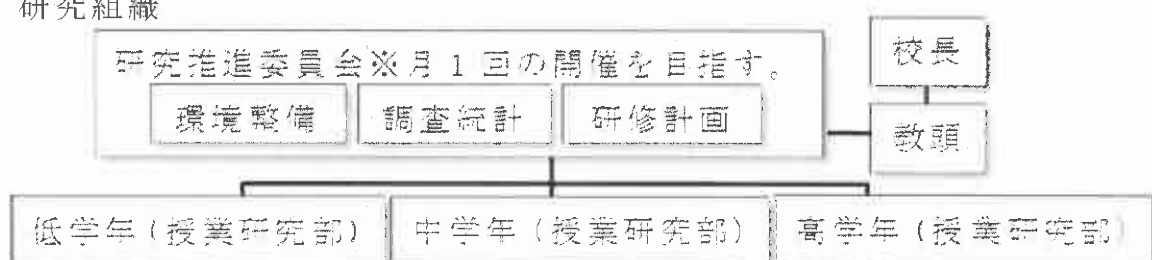 研究組織
研究推進委員会※月1回の開催を目指す。
校長
環境整備 調査統計 研修計画
教頭
低学年(授業研究部) 中学年(授業研究部) 高学年(授業研究部)